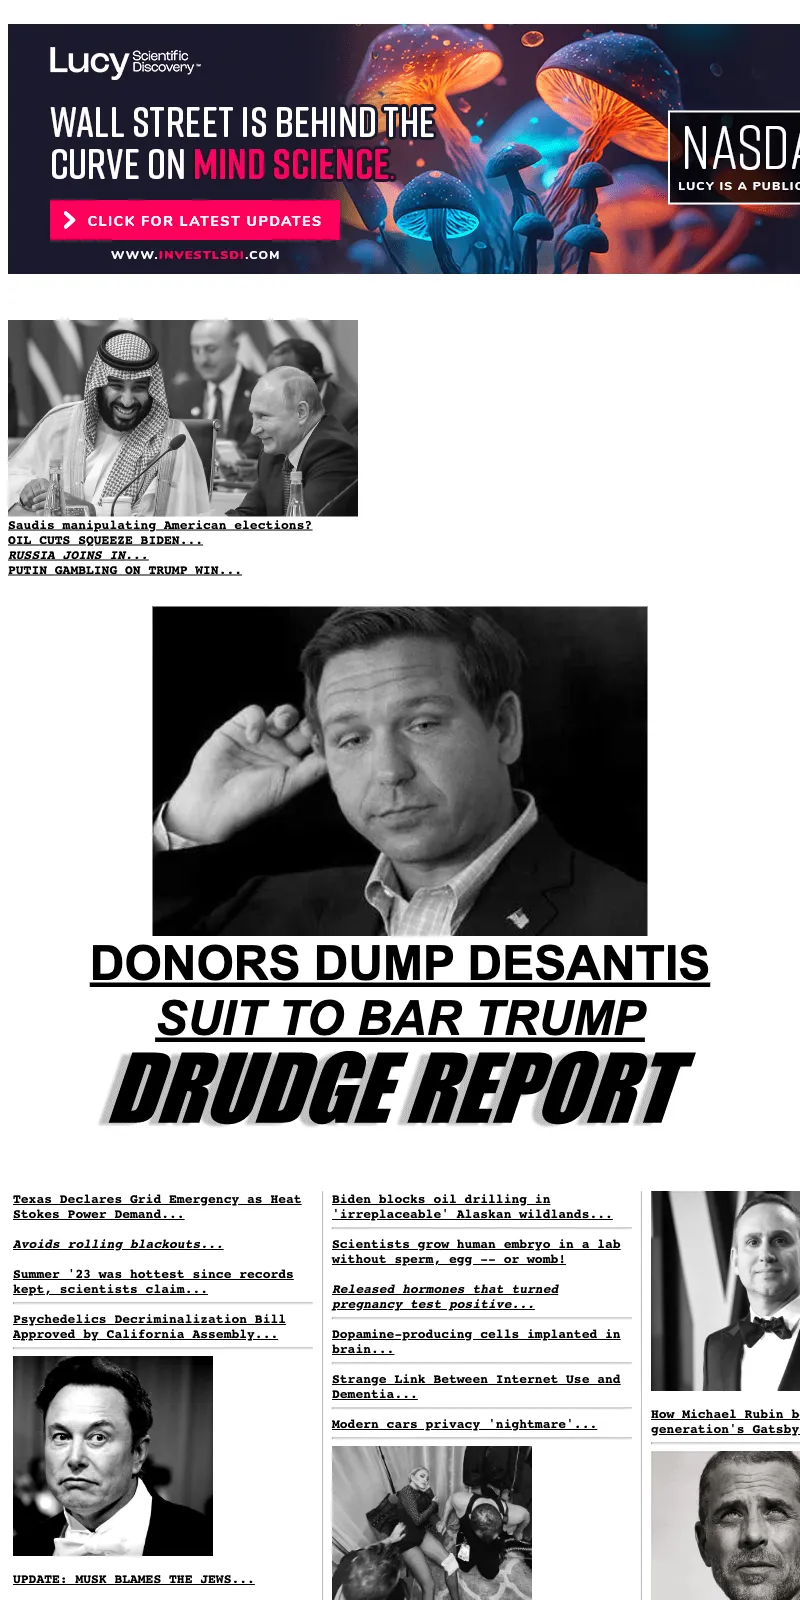 Lucy Scientific Discovery™
WALL STREET IS BEHIND THE
CURVE ON MIND SCIENCE.
CLICK FOR LATEST UPDATES
WWW.INVESTLSDI.COM
NASDA
LUCY IS A PUBLIC
Saudis manipulating American elections?
OIL CUTS SQUEEZE BIDEN...
RUSSIA JOINS IN...
PUTIN GAMBLING ON TRUMP WIN...
DONORS DUMP DESANTIS
SUIT TO BAR TRUMP
DRUDGE REPORT
Texas Declares Grid Emergency as Heat
Stokes Power Demand...
Avoids rolling blackouts...
Summer '23 was hottest since records
kept, scientists claim...
Psychedelics Decriminalization Bill
Approved by California Assembly...
UPDATE: MUSK BLAMES THE JEWS...
Biden blocks oil drilling in
'irreplaceable' Alaskan wildlands...
Scientists grow human embryo in a lab
without sperm, egg -- or womb!
Released hormones that turned
pregnancy test positive...
Dopamine-producing cells implanted in
brain...
Strange Link Between Internet Use and
Dementia...
Modern cars privacy 'nightmare'...
How Michael Rubin b
generation's Gatsby